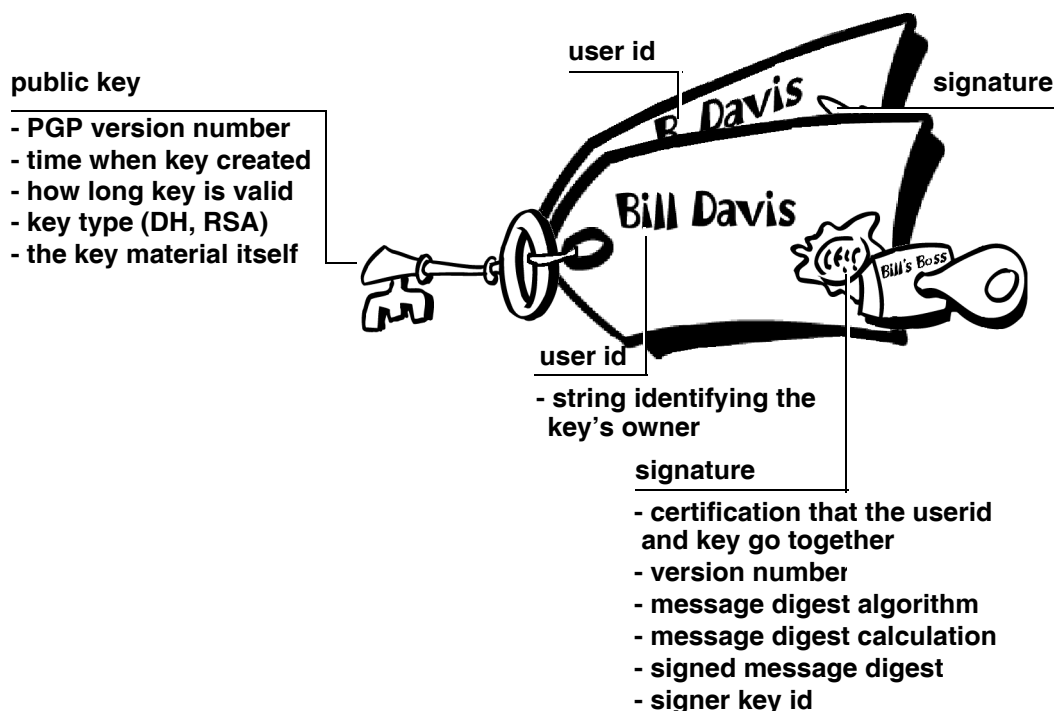 user id
public key
signature
- PGP version number
- time when key created
- how long key is valid
- key type (DH, RSA)
- the key material itself
B. Davis
Bill Davis
Bill's Boss
user id
- string identifying the
key's owner
signature
- certification that the userid
and key go together
- version number
- message digest algorithm
- message digest calculation
- signed message digest
- signer key id